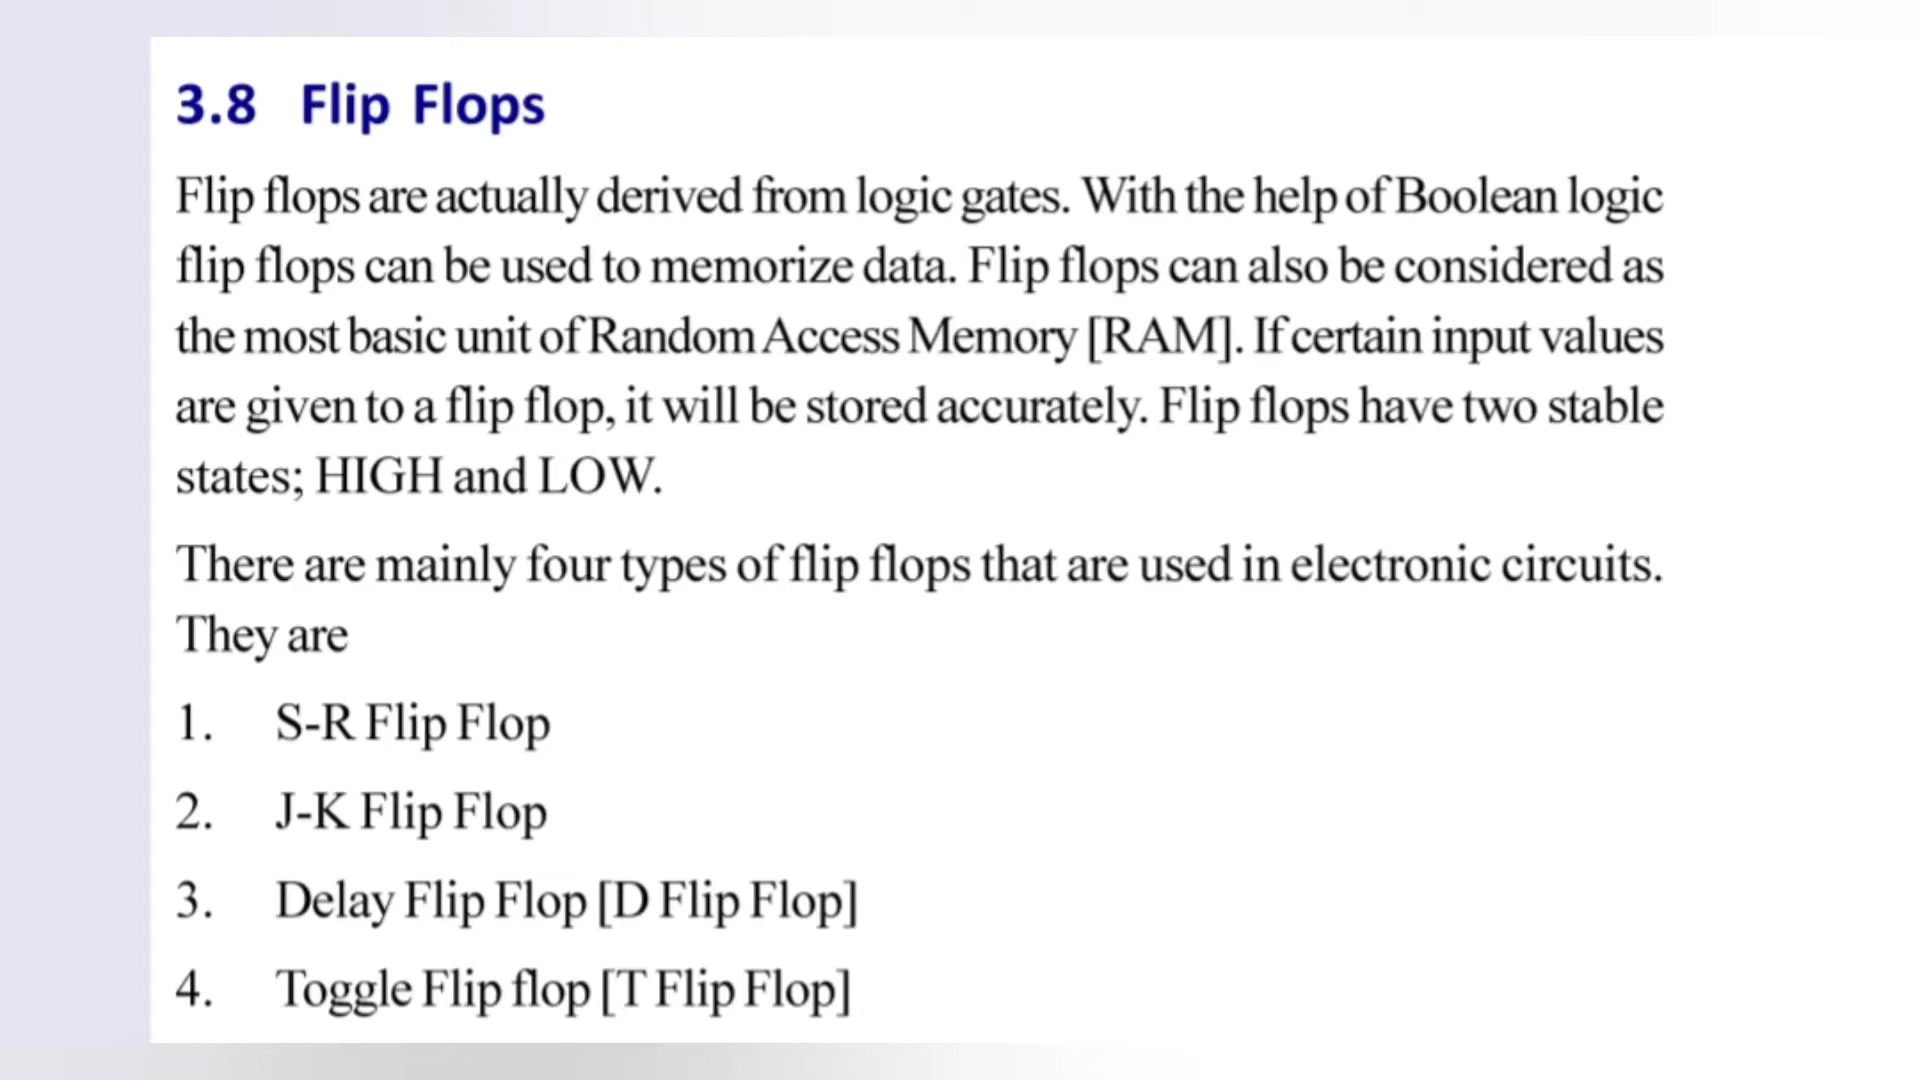 3.8 Flip Flops
Flip flops are actually derived from logic gates. With the help of Boolean logic
flip flops can be used to memorize data. Flip flops can also be considered as
the most basic unit of Random Access Memory [RAM]. If certain input values
are given to a flip flop, it will be stored accurately. Flip flops have two stable
states; HIGH and LOW.
There are mainly four types of flip flops that are used in electronic circuits.
They are
1. S-R Flip Flop
2. J-K Flip Flop
3. Delay Flip Flop [D Flip Flop]
4. Toggle Flip flop [T Flip Flop]